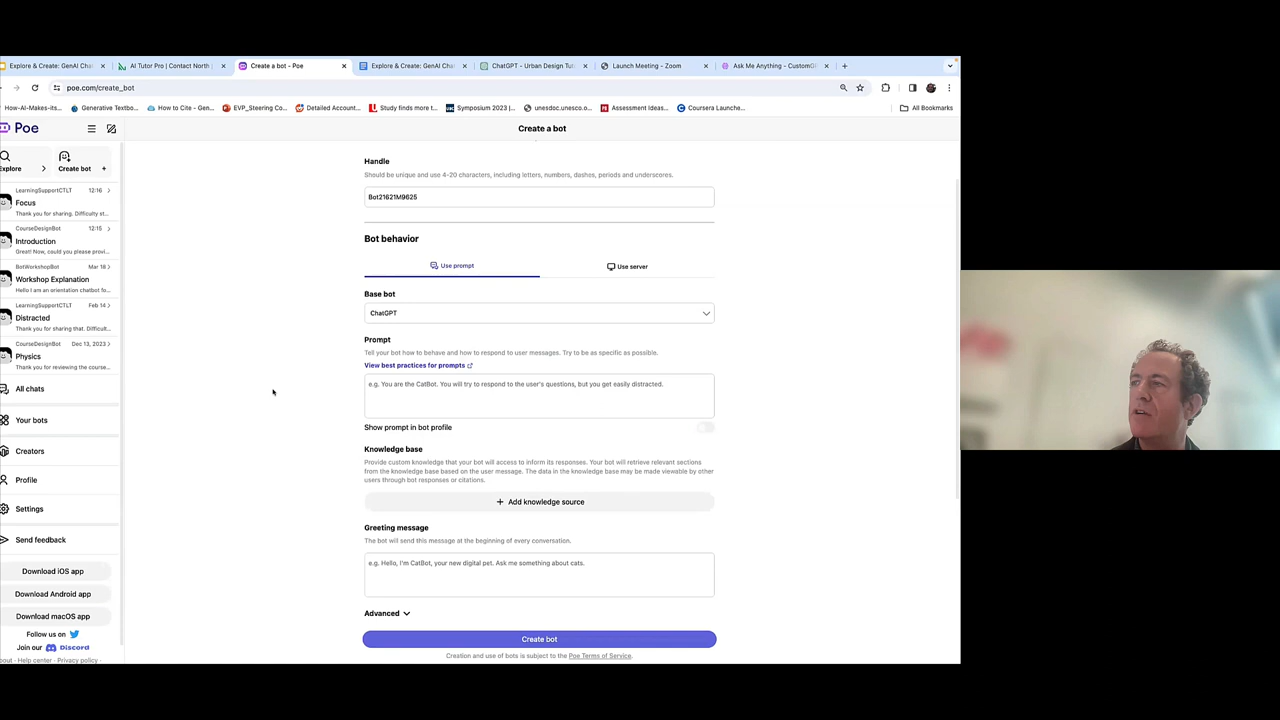 Explore & Create: GenAI Cha
AI Tutor Pro | Contact North |
Create a bot - Poe
Explore & Create: GenAI Chat
ChatGPT - Urban Design Tuto
Launch Meeting - Zoom
Ask Me Anything - CustomGP
poe.com/create_bot
How-AI-Makes-its...
Generative Textbo...
How to Cite - Gen...
EVP_Steering Co...
Detailed Account...
Study finds more t...
Symposium 2023 |...
unesdoc.unesco.o...
Assessment Ideas...
Coursera Launche...
All Bookmarks
Poe
Create a bot
Explore
Create bot
LearningSupportCTLT 12:16
Focus
Thank you for sharing. Difficulty st...
CourseDesignBot 12:15
Introduction
Great! Now, could you please provi...
BotWorkshopBot Mar 18
Workshop Explanation
Hello I am an orientation chatbot fo...
LearningSupportCTLT Feb 14
Distracted
Thank you for sharing that. Difficult...
CourseDesignBot Dec 13, 2023
Physics
Thank you for reviewing the course...
All chats
Your bots
Creators
Profile
Settings
Send feedback
Download iOS app
Download Android app
Download macOS app
Follow us on
Join our Discord
About · Help center · Privacy policy ·
Handle
Should be unique and use 4-20 characters, including letters, numbers, dashes, periods and underscores.
Bot21621M9625
Bot behavior
Use prompt
Use server
Base bot
ChatGPT
Prompt
Tell your bot how to behave and how to respond to user messages. Try to be as specific as possible.
View best practices for prompts
e.g. You are the CatBot. You will try to respond to the user's questions, but you get easily distracted.
Show prompt in bot profile
Knowledge base
Provide custom knowledge that your bot will access to inform its responses. Your bot will retrieve relevant sections
from the knowledge base based on the user message. The data in the knowledge base may be made viewable by other
users through bot responses or citations.
+ Add knowledge source
Greeting message
The bot will send this message at the beginning of every conversation.
e.g. Hello, I'm CatBot, your new digital pet. Ask me something about cats.
Advanced
Create bot
Creation and use of bots is subject to the Poe Terms of Service.